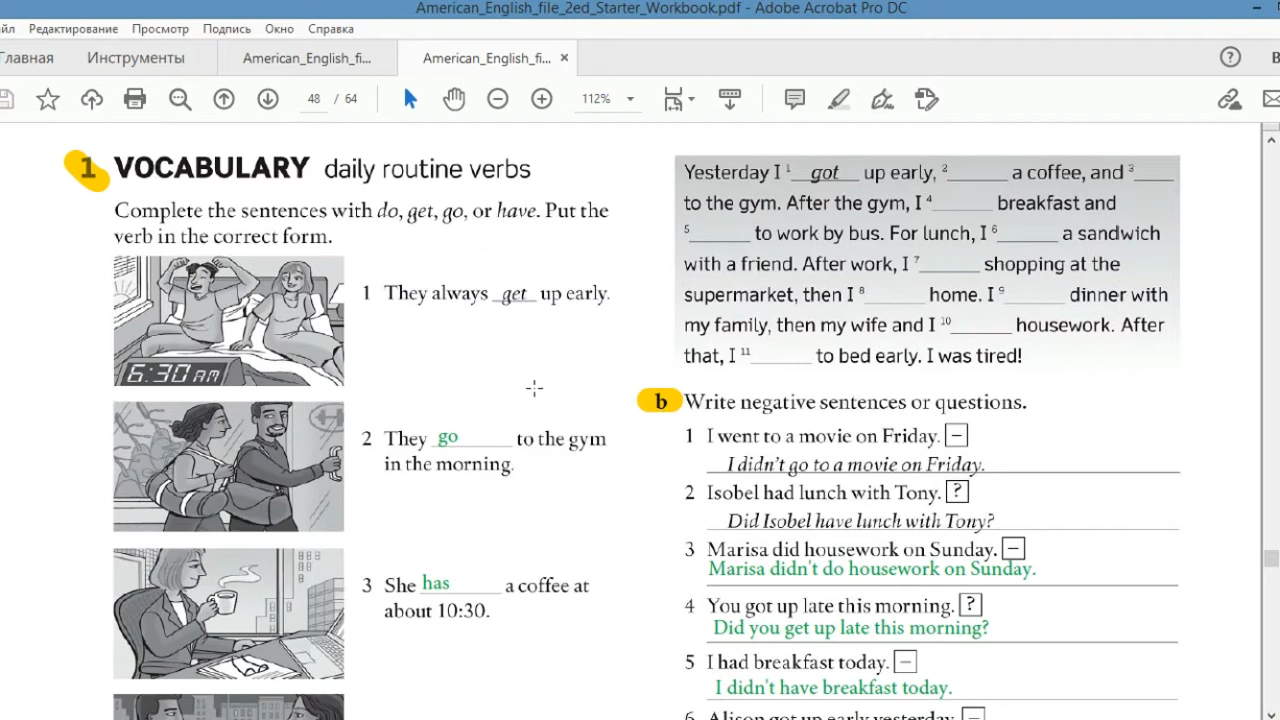 American_English_file_2ed_Starter_Workbook.pdf - Adobe Acrobat Pro DC
йл Редактирование Просмотр Подпись Окно Справка
Главная Инструменты American_English_fi... American_English_fi... ×
48 / 64 112%
1 VOCABULARY daily routine verbs
Complete the sentences with do, get, go, or have. Put the
verb in the correct form.
6:30 AM
1 They always get up early.
2 They go to the gym
in the morning.
3 She has a coffee at
about 10:30.
Yesterday I ¹ got up early, ² ______ a coffee, and ³ ____
to the gym. After the gym, I ⁴ ______ breakfast and
⁵ ______ to work by bus. For lunch, I ⁶ ______ a sandwich
with a friend. After work, I ⁷ ______ shopping at the
supermarket, then I ⁸ ______ home. I ⁹ ______ dinner with
my family, then my wife and I ¹⁰ ______ housework. After
that, I ¹¹ ______ to bed early. I was tired!
b Write negative sentences or questions.
1 I went to a movie on Friday. –
I didn't go to a movie on Friday.
2 Isobel had lunch with Tony. ?
Did Isobel have lunch with Tony?
3 Marisa did housework on Sunday. –
Marisa didn't do housework on Sunday.
4 You got up late this morning. ?
Did you get up late this morning?
5 I had breakfast today. –
I didn't have breakfast today.
6 Alison got up early yesterday. –